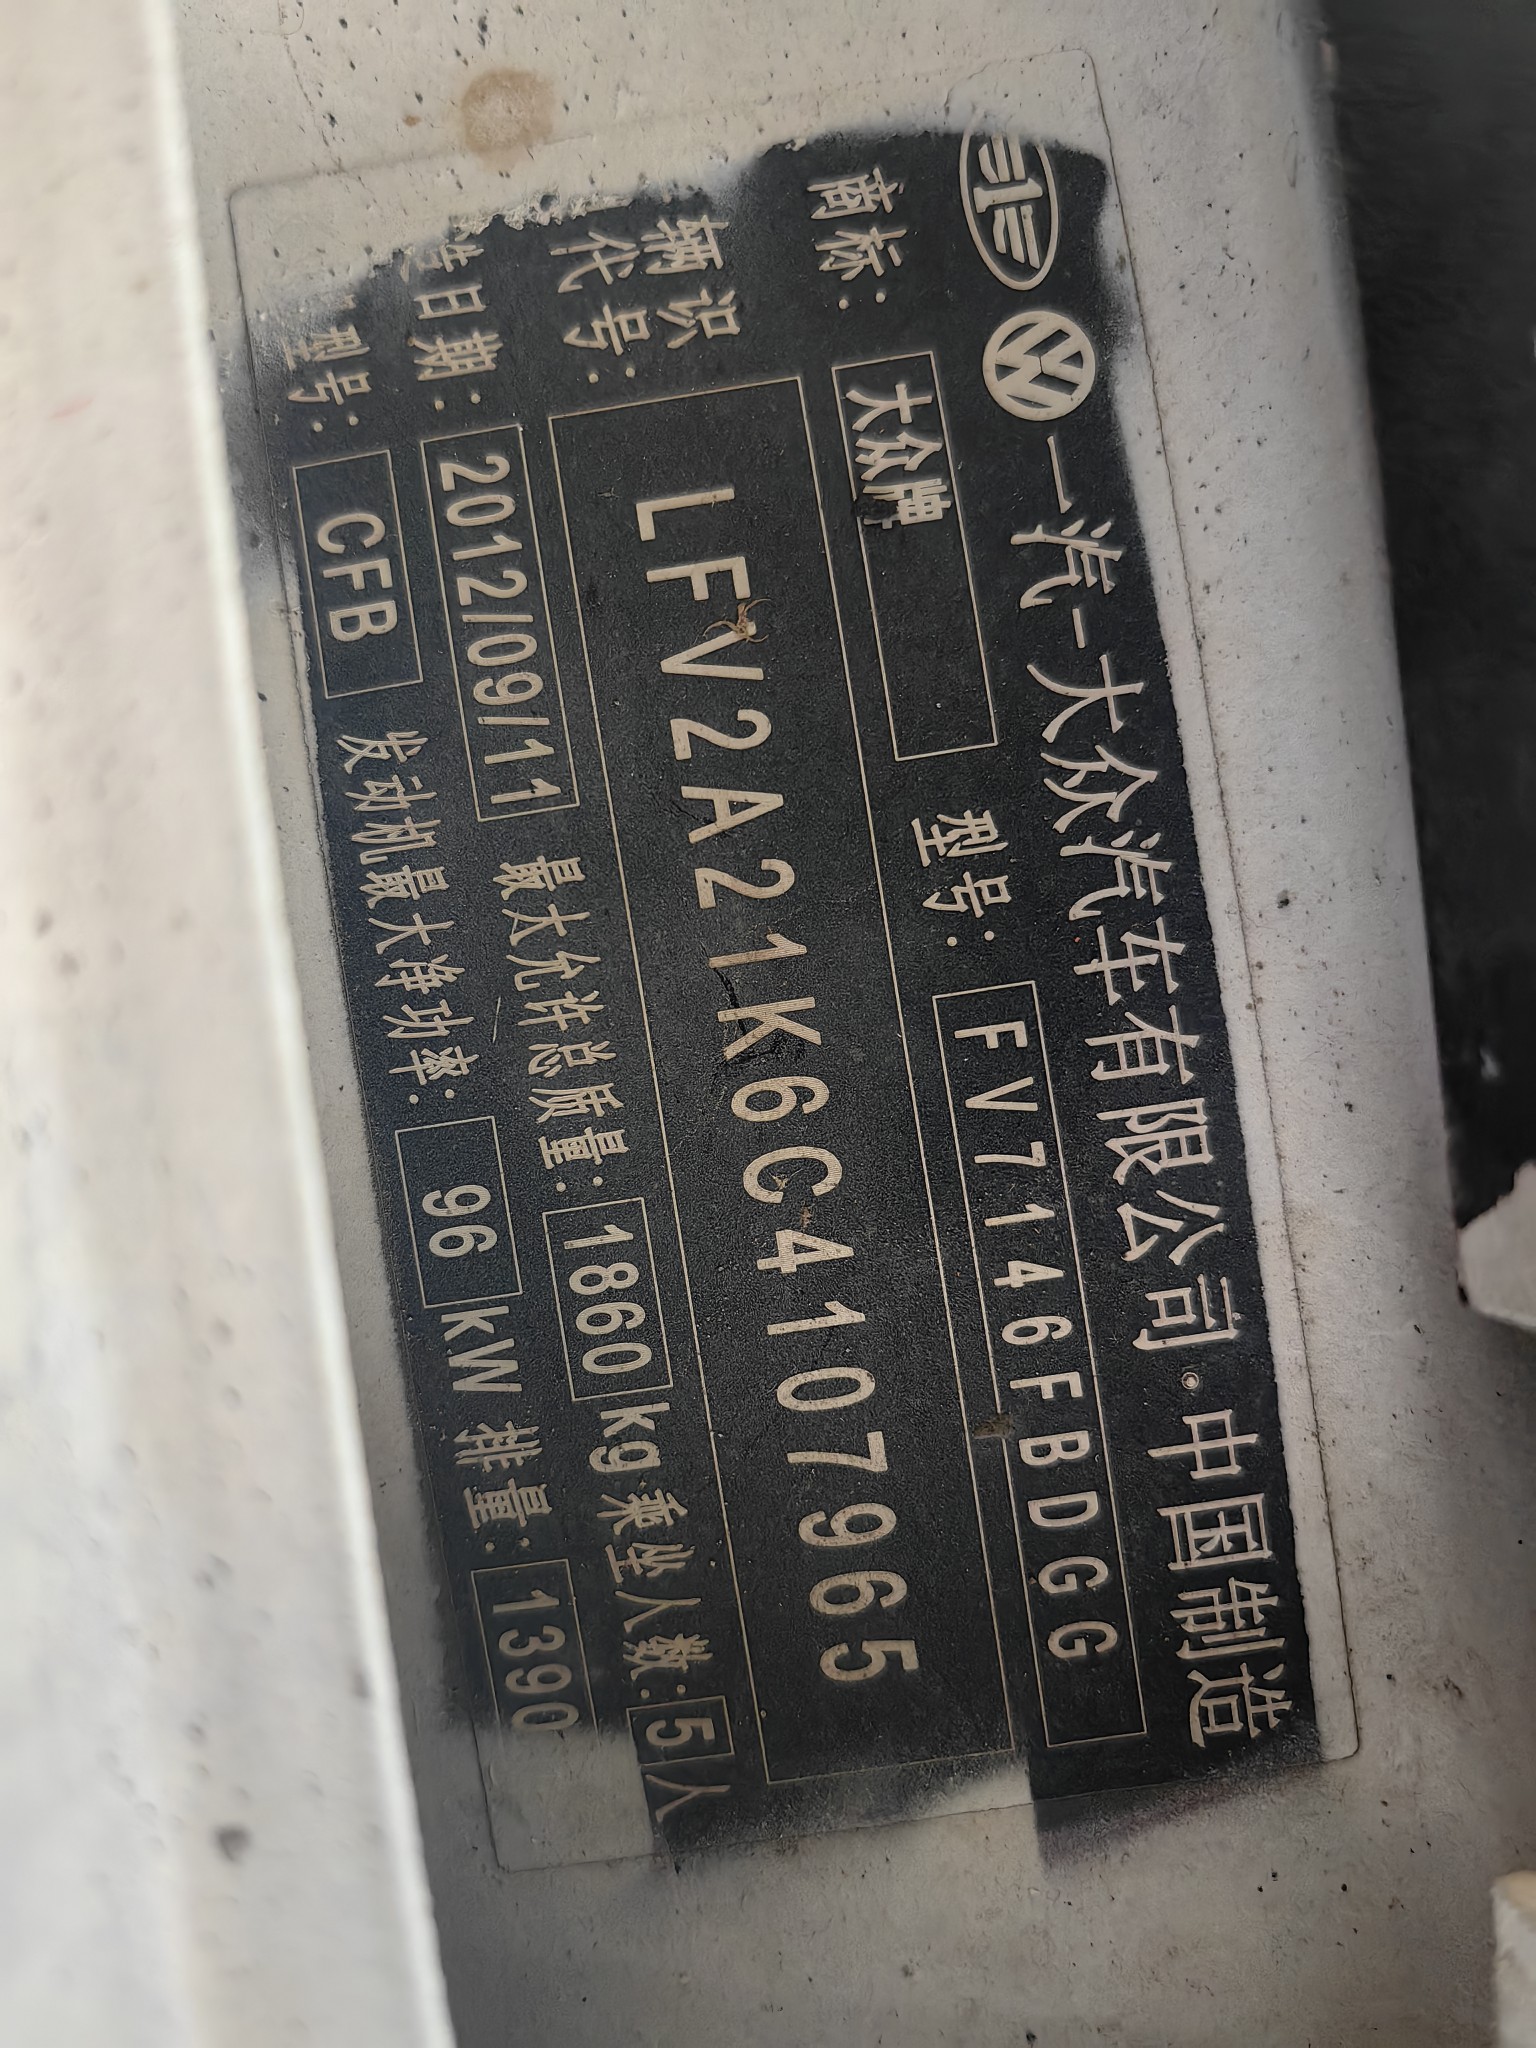 一汽-大众汽车有限公司·中国制造
商标: 大众牌 型号: FV7146FBDGG
辆识
代号: LFV2A21K6C4107965
日期: 2012/09/11 最大允许总质量: 1860 kg 乘坐人数: 5 人
型号: CFB 发动机最大净功率: 96 kW 排量: 1390